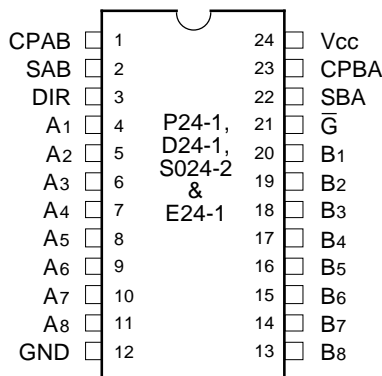 CPAB 1 24 Vcc
SAB 2 23 CPBA
DIR 3 22 SBA
A1 4 21 G̅
A2 5 20 B1
A3 6 19 B2
A4 7 18 B3
A5 8 17 B4
A6 9 16 B5
A7 10 15 B6
A8 11 14 B7
GND 12 13 B8
P24-1,
D24-1,
S024-2
&
E24-1